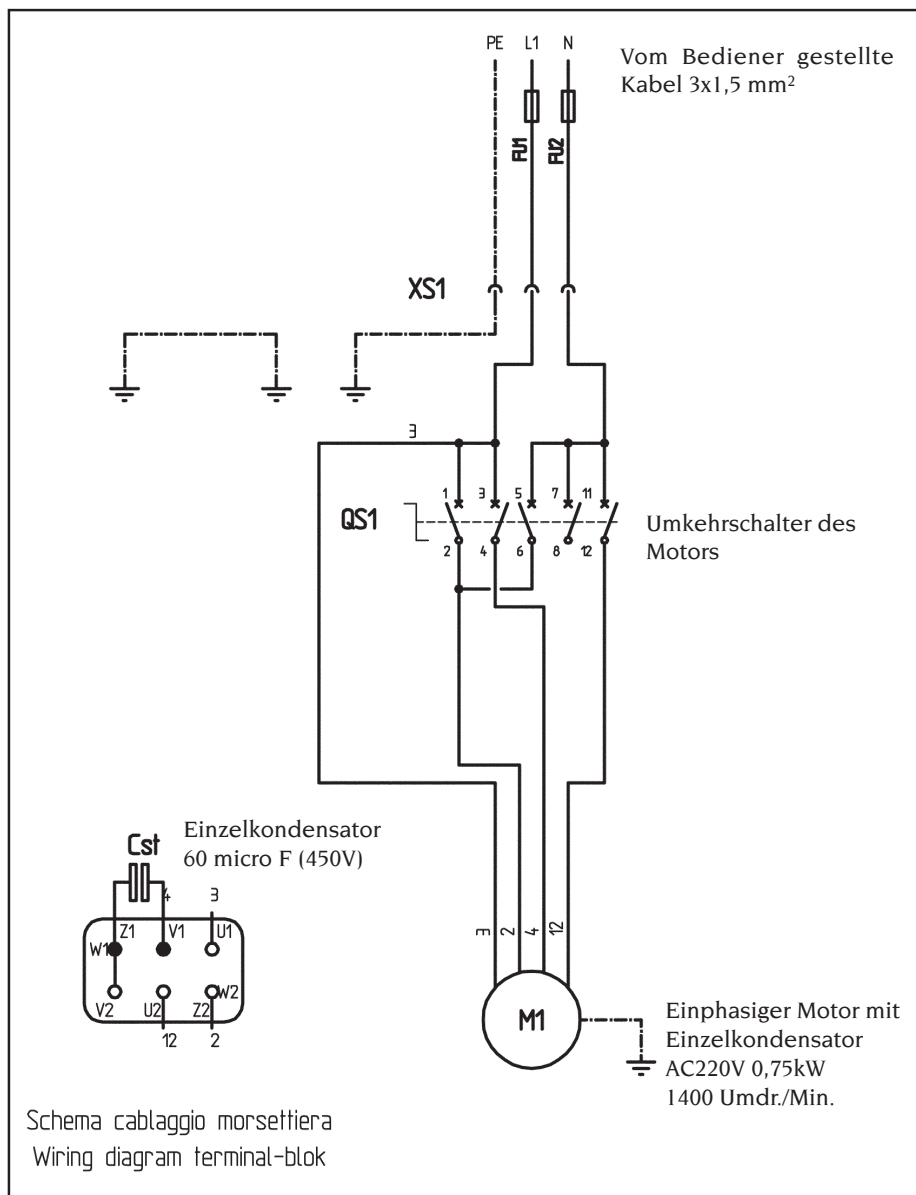 PE L1 N
Vom Bediener gestellte
Kabel 3x1,5 mm²
FU1 FU2
XS1
3
1 3 5 7 11
QS1
2 4 6 8 12
Umkehrschalter des
Motors
Einzelkondensator
60 micro F (450V)
Cst
4 3
Z1 V1 U1
W1
W2
V2 U2 Z2
12 2
3 2 4 12
M1
Einphasiger Motor mit
Einzelkondensator
AC220V 0,75kW
1400 Umdr./Min.
Schema cablaggio morsettiera
Wiring diagram terminal-blok